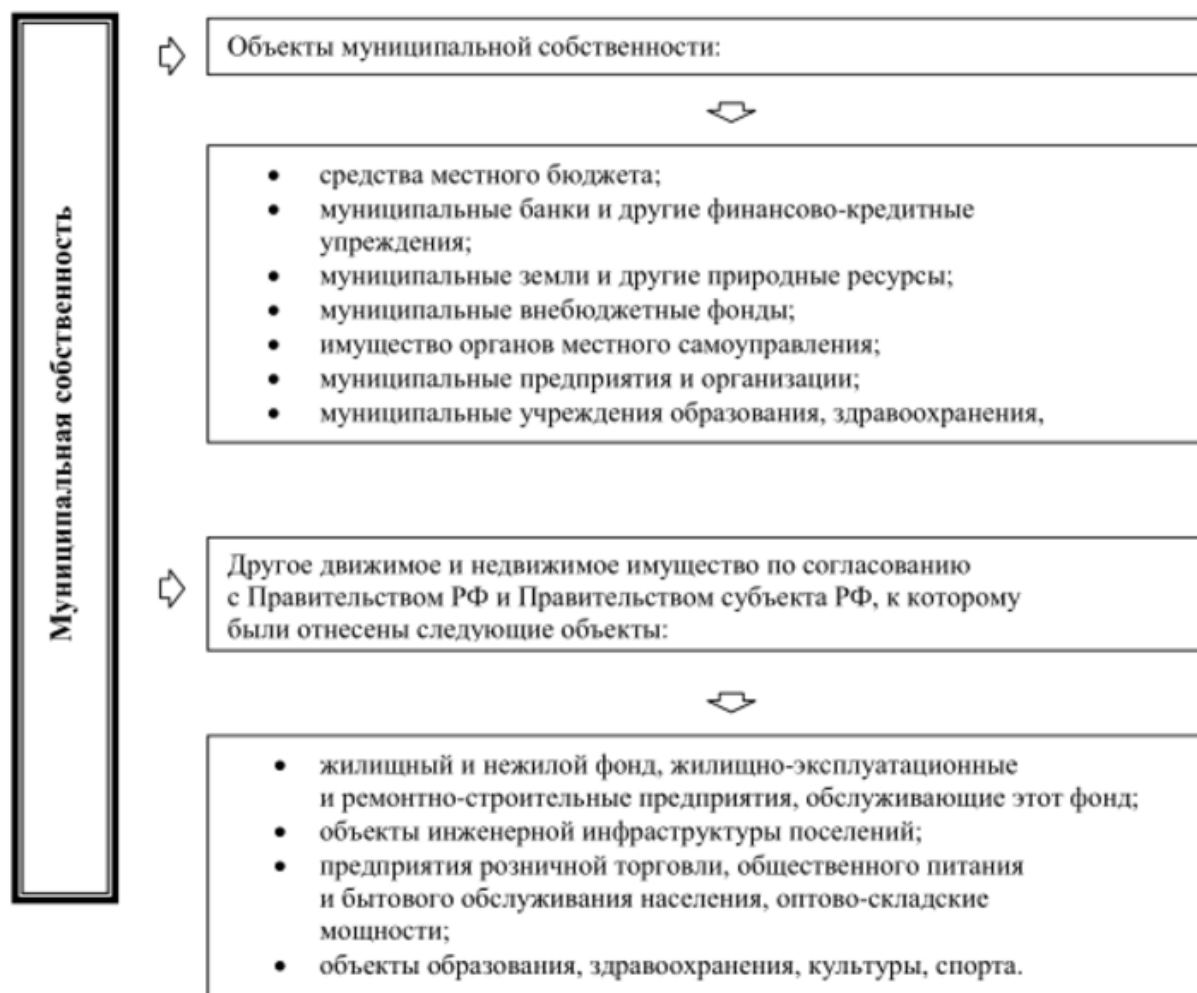 Муниципальная собственность
Объекты муниципальной собственности:
• средства местного бюджета;
• муниципальные банки и другие финансово-кредитные
упреждения;
• муниципальные земли и другие природные ресурсы;
• муниципальные внебюджетные фонды;
• имущество органов местного самоуправления;
• муниципальные предприятия и организации;
• муниципальные учреждения образования, здравоохранения,
Другое движимое и недвижимое имущество по согласованию
с Правительством РФ и Правительством субъекта РФ, к которому
были отнесены следующие объекты:
• жилищный и нежилой фонд, жилищно-эксплуатационные
и ремонтно-строительные предприятия, обслуживающие этот фонд;
• объекты инженерной инфраструктуры поселений;
• предприятия розничной торговли, общественного питания
и бытового обслуживания населения, оптово-складские
мощности;
• объекты образования, здравоохранения, культуры, спорта.